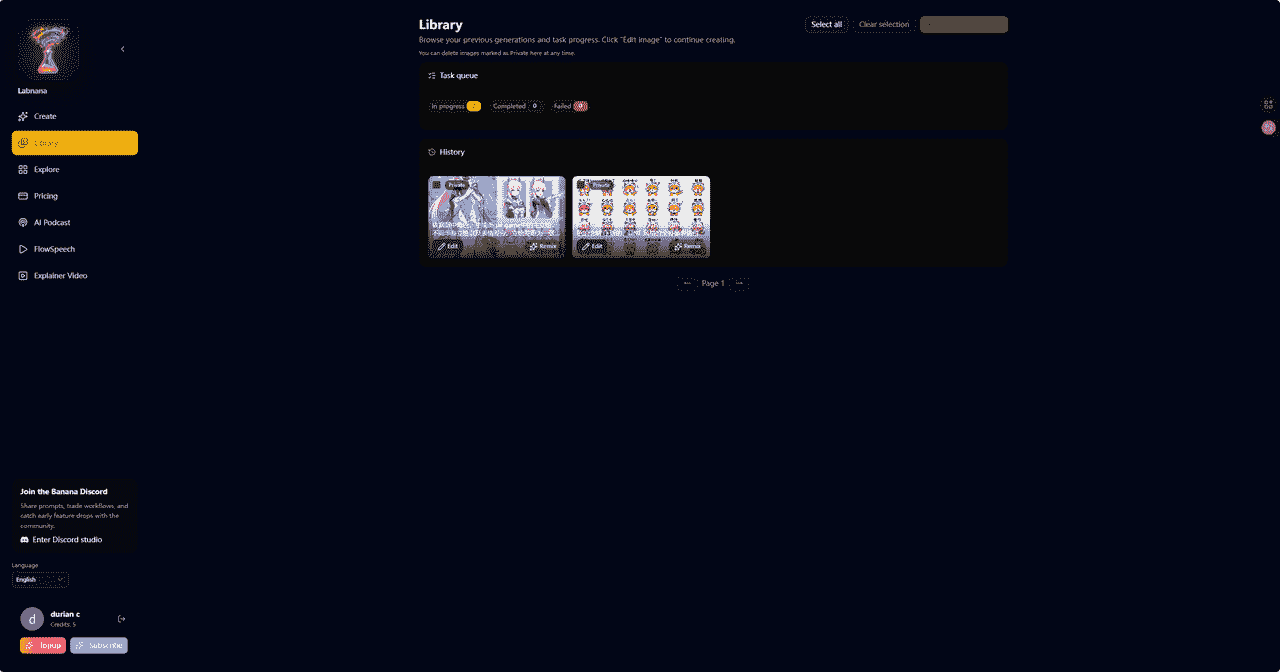 Labnana
Create
Library
Explore
Pricing
AI Podcast
FlowSpeech
Explainer Video
Join the Banana Discord
Share prompts, trade workflows, and
catch early feature drops with the
community.
Enter Discord studio
Language
English
d
durian c
Credits: 5
Topup
Subscribe
Library
Browse your previous generations and task progress. Click "Edit image" to continue creating.
You can delete images marked as Private here at any time.
Select all
Clear selection
Task queue
In progress
Completed 0
Failed 0
History
Private
Edit
Remix
Private
Edit
Remix
Page 1